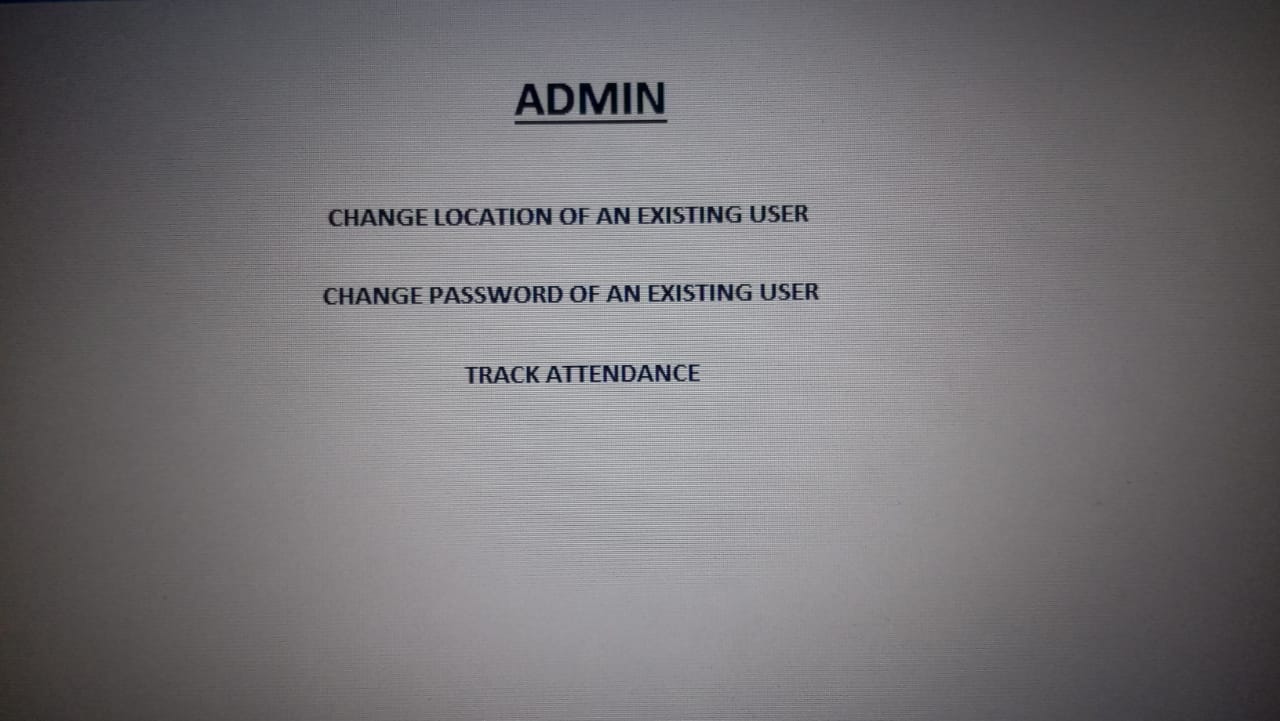 ADMIN
CHANGE LOCATION OF AN EXISTING USER
CHANGE PASSWORD OF AN EXISTING USER
TRACK ATTENDANCE